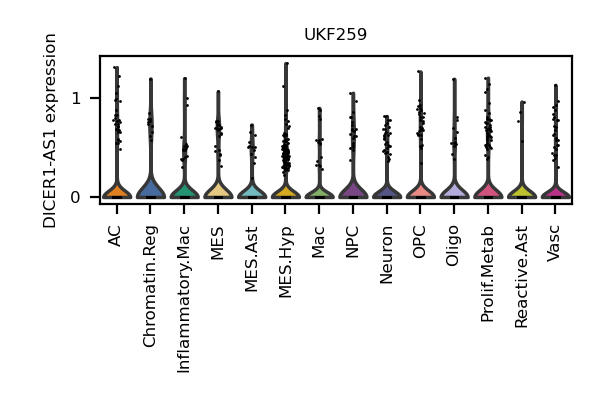 UKF259
DICER1-AS1 expression
1
0
AC
Chromatin.Reg
Inflammatory.Mac
MES
MES.Ast
MES.Hyp
Mac
NPC
Neuron
OPC
Oligo
Prolif.Metab
Reactive.Ast
Vasc